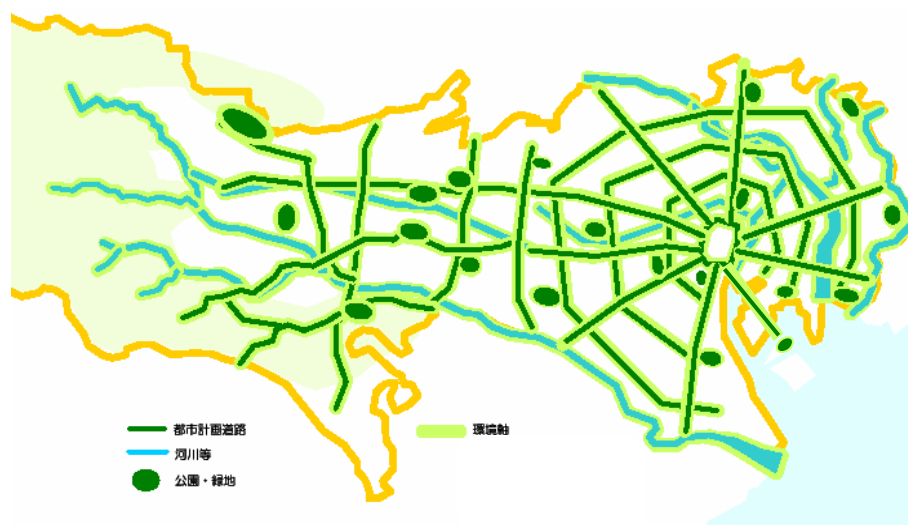 都市計画道路
環境軸
河川等
公園・緑地